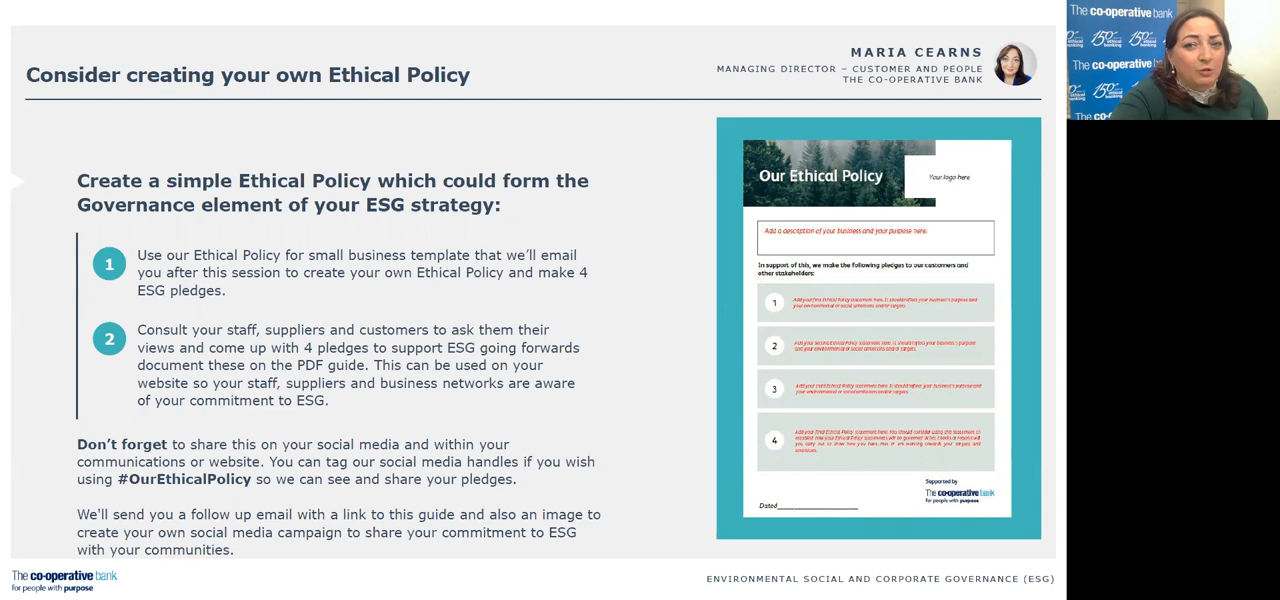 Consider creating your own Ethical Policy
MARIA CEARNS
MANAGING DIRECTOR – CUSTOMER AND PEOPLE
THE CO-OPERATIVE BANK
Create a simple Ethical Policy which could form the
Governance element of your ESG strategy:
1
Use our Ethical Policy for small business template that we'll email
you after this session to create your own Ethical Policy and make 4
ESG pledges.
2
Consult your staff, suppliers and customers to ask them their
views and come up with 4 pledges to support ESG going forwards
document these on the PDF guide. This can be used on your
website so your staff, suppliers and business networks are aware
of your commitment to ESG.
Don't forget to share this on your social media and within your
communications or website. You can tag our social media handles if you wish
using #OurEthicalPolicy so we can see and share your pledges.
We'll send you a follow up email with a link to this guide and also an image to
create your own social media campaign to share your commitment to ESG
with your communities.
Our Ethical Policy
Your logo here
Add a description of your business and your purpose here.
In support of this, we make the following pledges to our customers and
other stakeholders:
1
2
3
4
Supported by
The co-operative bank
for people with purpose
Dated
The co-operative bank
for people with purpose
ENVIRONMENTAL SOCIAL AND CORPORATE GOVERNANCE (ESG)
The co-operative bank
150
The co-operative
150
The co